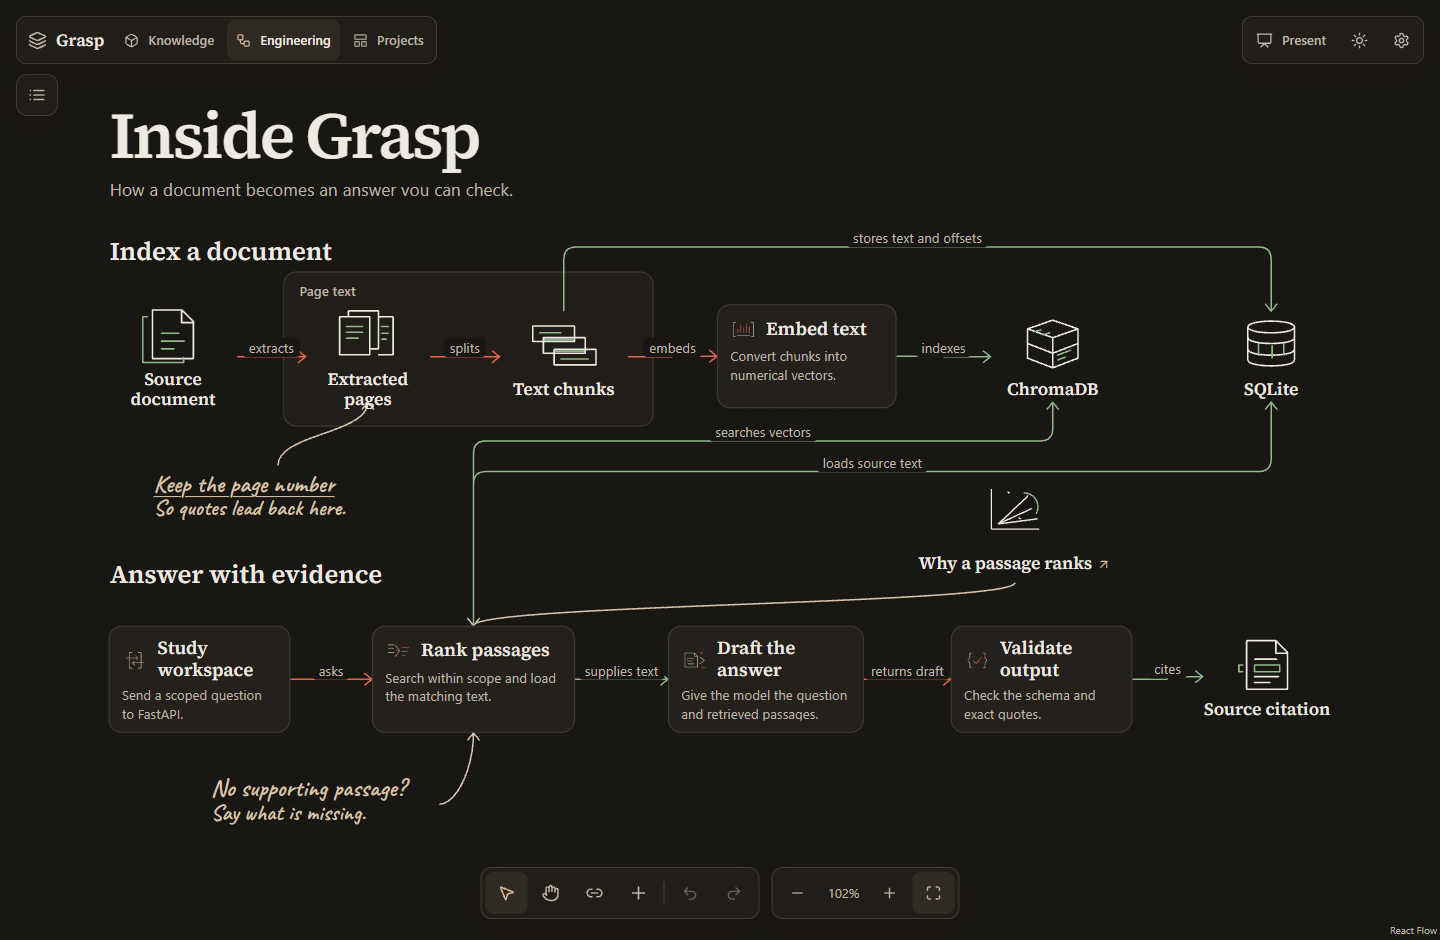 Grasp
Knowledge
Engineering
Projects
Present
Inside Grasp
How a document becomes an answer you can check.
Index a document
stores text and offsets
Page text
Source
document
extracts
Extracted
pages
splits
Text chunks
embeds
Embed text
Convert chunks into
numerical vectors.
indexes
ChromaDB
SQLite
searches vectors
loads source text
Keep the page number
So quotes lead back here.
Why a passage ranks
Answer with evidence
Study
workspace
Send a scoped question
to FastAPI.
asks
Rank passages
Search within scope and load
the matching text.
supplies text
Draft the
answer
Give the model the question
and retrieved passages.
returns draft
Validate
output
Check the schema and
exact quotes.
cites
Source citation
No supporting passage?
Say what is missing.
102%
React Flow